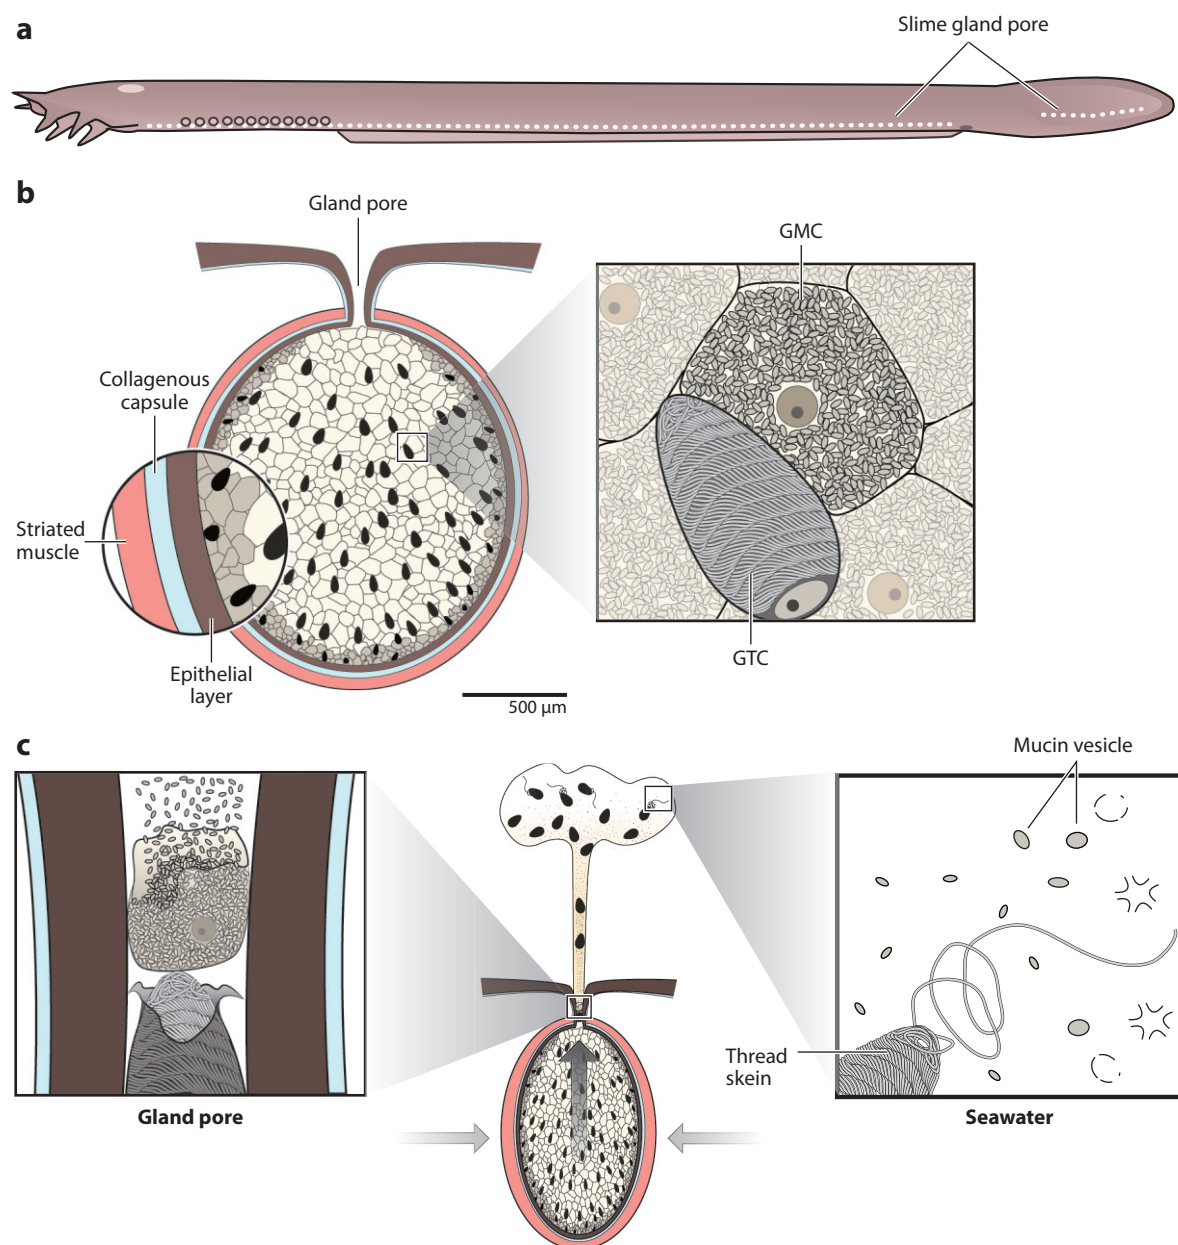 a
Slime gland pore
b
Gland pore
GMC
Collagenous
capsule
Striated
muscle
Epithelial
layer
GTC
500 μm
c
Mucin vesicle
Thread
skein
Gland pore
Seawater